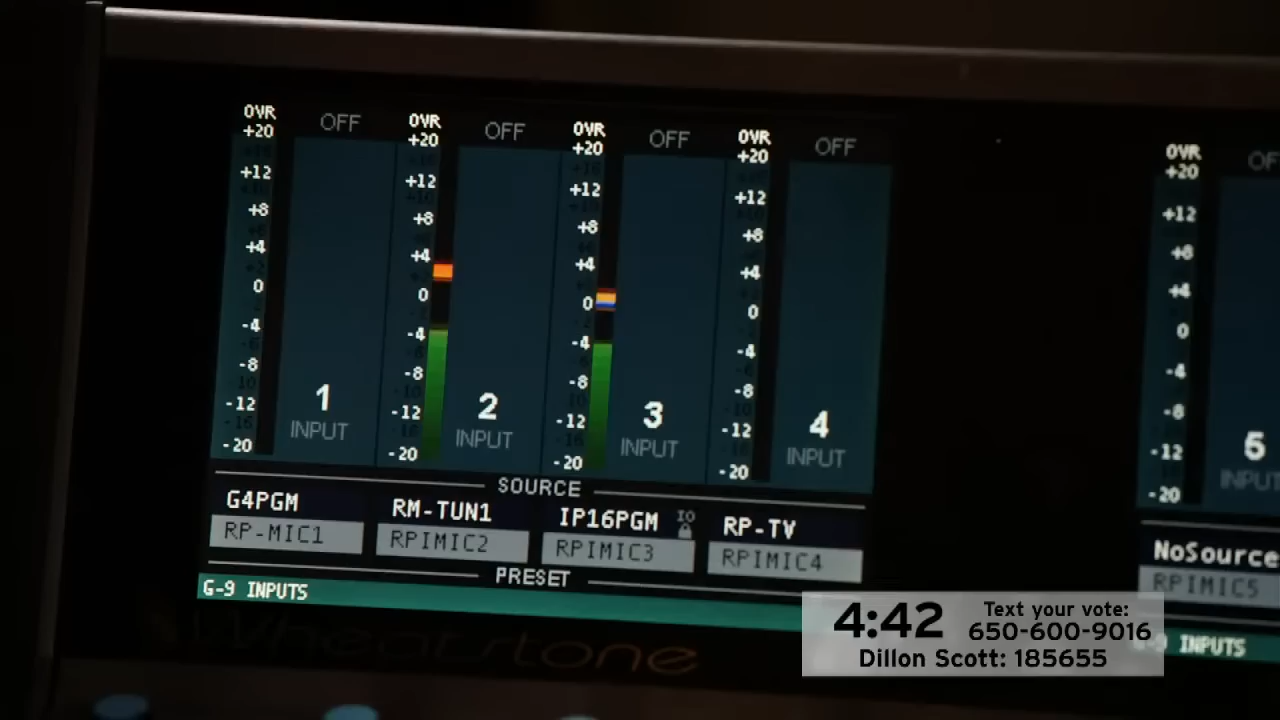 OVR OFF OVR OFF OVR OFF OVR OFF OVR
+20 +20 +20 +20 +20
+12 +12 +12 +12 +12
+8 +8 +8 +8 +8
+4 +4 +4 +4 +4
0 0 0 0 0
-4 -4 -4 -4 -4
-8 -8 -8 -8 -8
-12 -12 -12 -12 -12
-20 -20 -20 -20 -20
1 2 3 4 5
INPUT INPUT INPUT INPUT
SOURCE
G4PGM RM-TUN1 IP16PGM IO RP-TV NoSource
RP-MIC1 RPIMIC2 RPIMIC3 RPIMIC4 RPIMIC5
PRESET
G-9 INPUTS INPUTS
Wheatstone
4:42 Text your vote:
650-600-9016
Dillon Scott: 185655